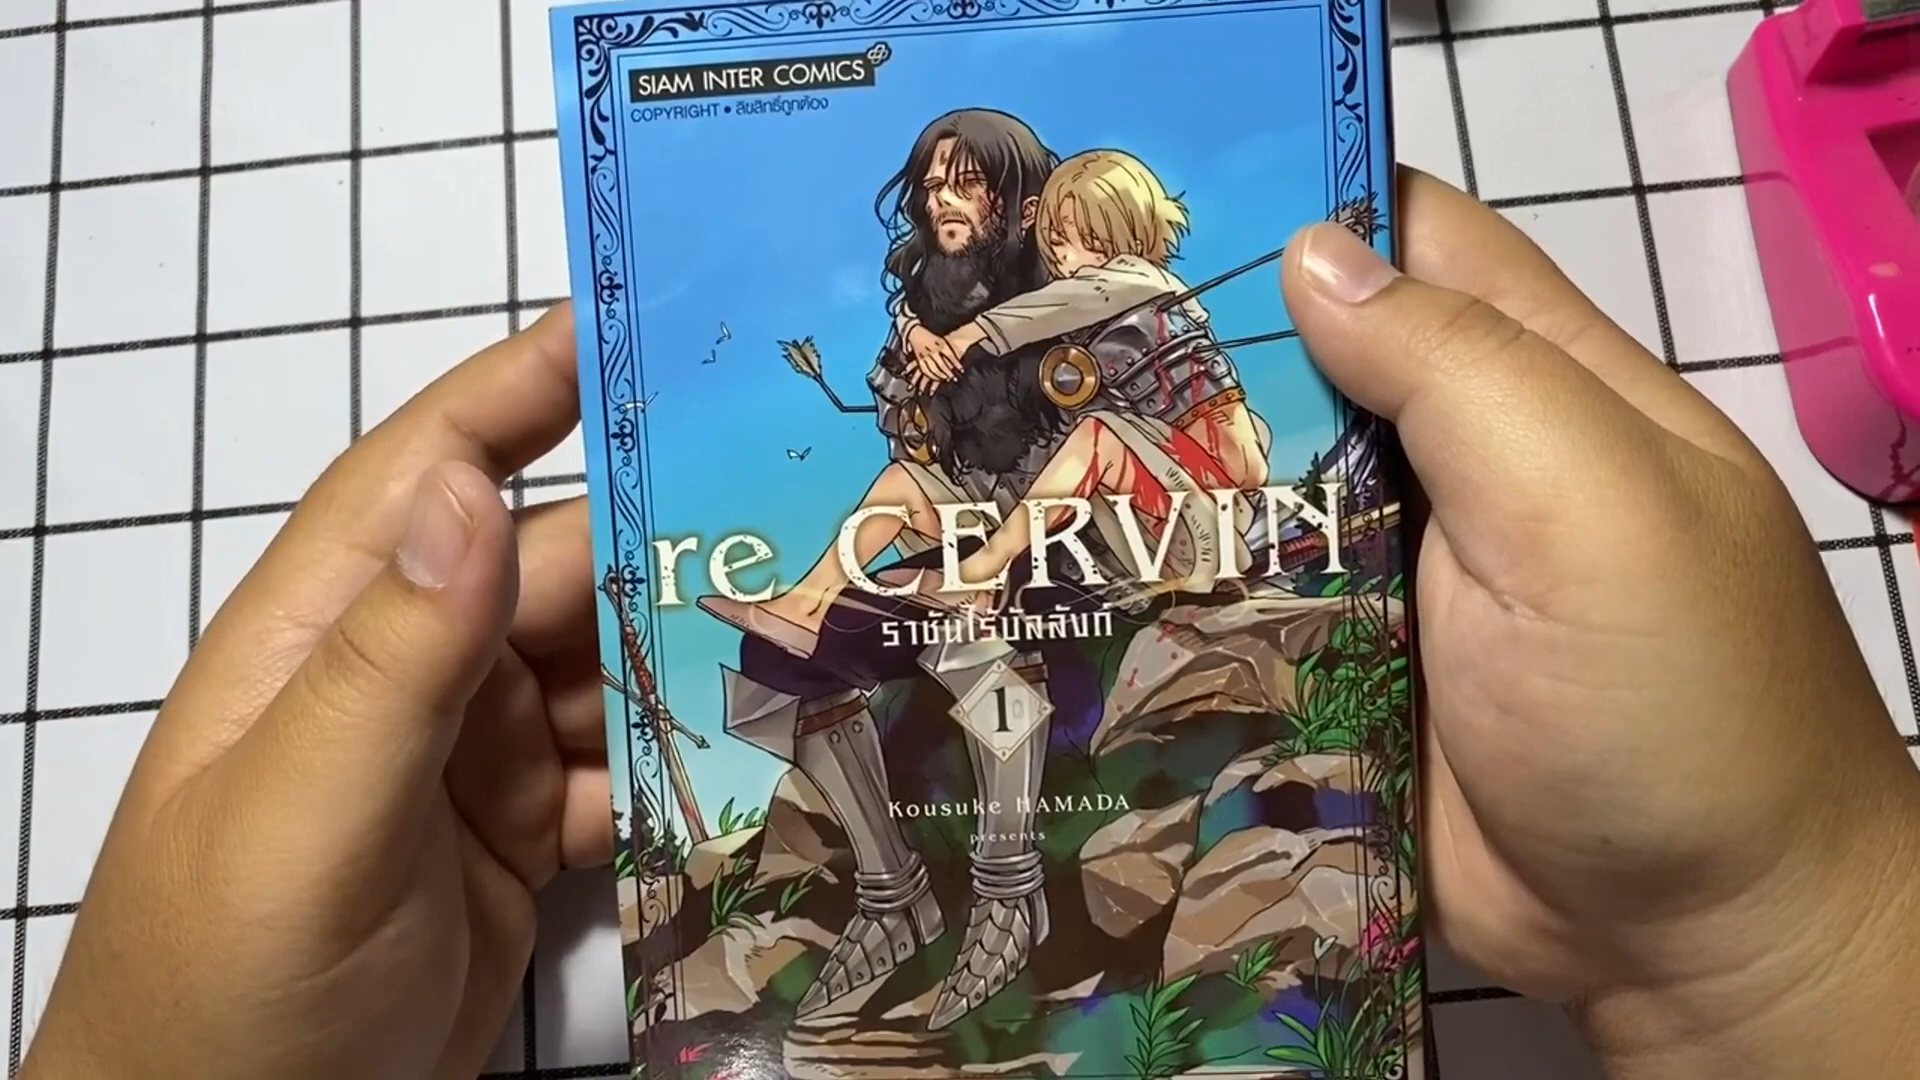 SIAM INTER COMICS
COPYRIGHT • ลิขสิทธิ์ถูกต้อง
re CERVIN
ราชันไร้บัลลังก์
1
Kousuke HAMADA
presents